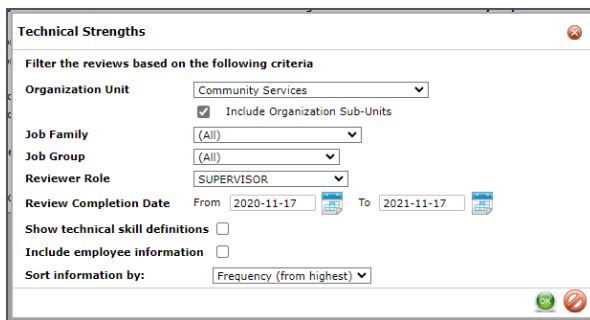 Technical Strengths
Filter the reviews based on the following criteria
Organization Unit Community Services
Include Organization Sub-Units
Job Family (All)
Job Group (All)
Reviewer Role SUPERVISOR
Review Completion Date From 2020-11-17 To 2021-11-17
Show technical skill definitions
Include employee information
Sort information by: Frequency (from highest)
OK